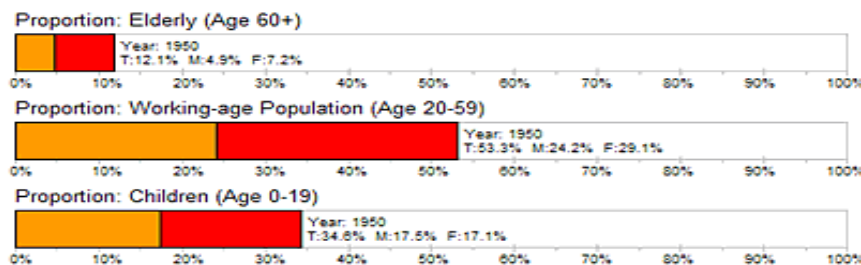 Proportion: Elderly (Age 60+)
Year: 1950
T:12.1% M:4.9% F:7.2%
0% 10% 20% 30% 40% 50% 60% 70% 80% 90% 100%
Proportion: Working-age Population (Age 20-59)
Year: 1950
T:53.3% M:24.2% F:29.1%
0% 10% 20% 30% 40% 50% 60% 70% 80% 90% 100%
Proportion: Children (Age 0-19)
Year: 1950
T:34.6% M:17.5% F:17.1%
0% 10% 20% 30% 40% 50% 60% 70% 80% 90% 100%